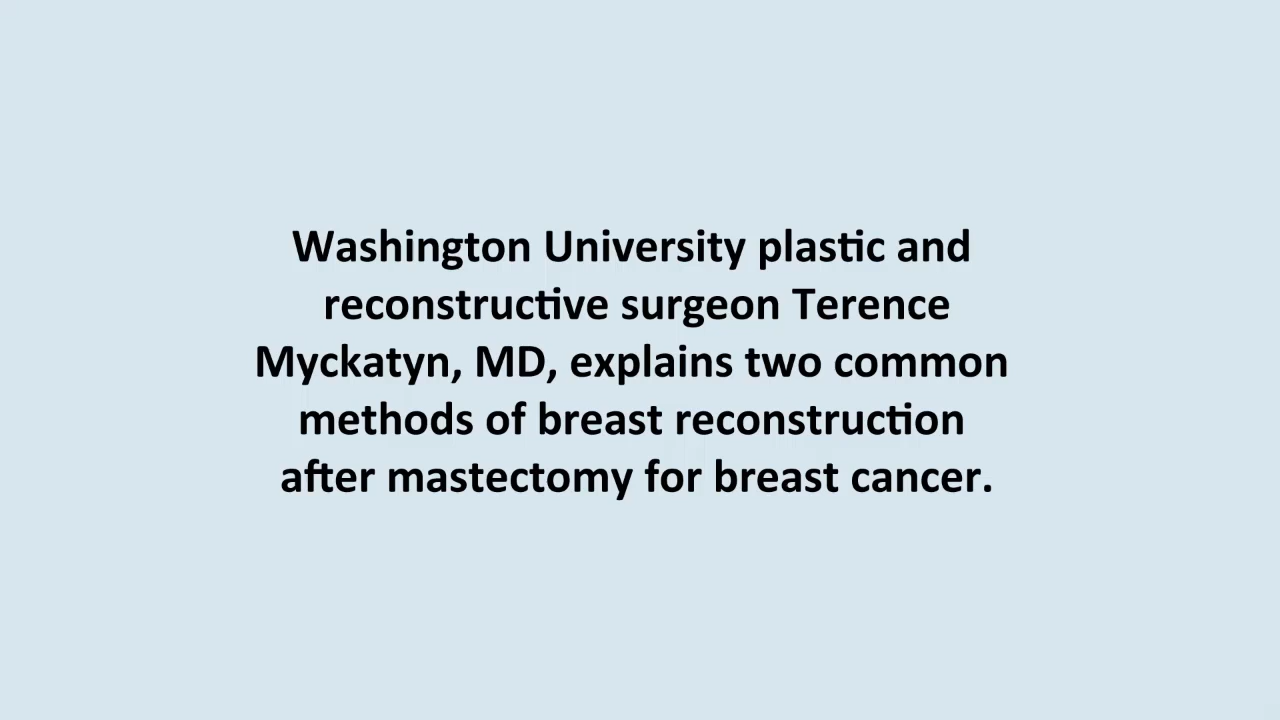 Washington University plastic and
reconstructive surgeon Terence
Myckatyn, MD, explains two common
methods of breast reconstruction
after mastectomy for breast cancer.